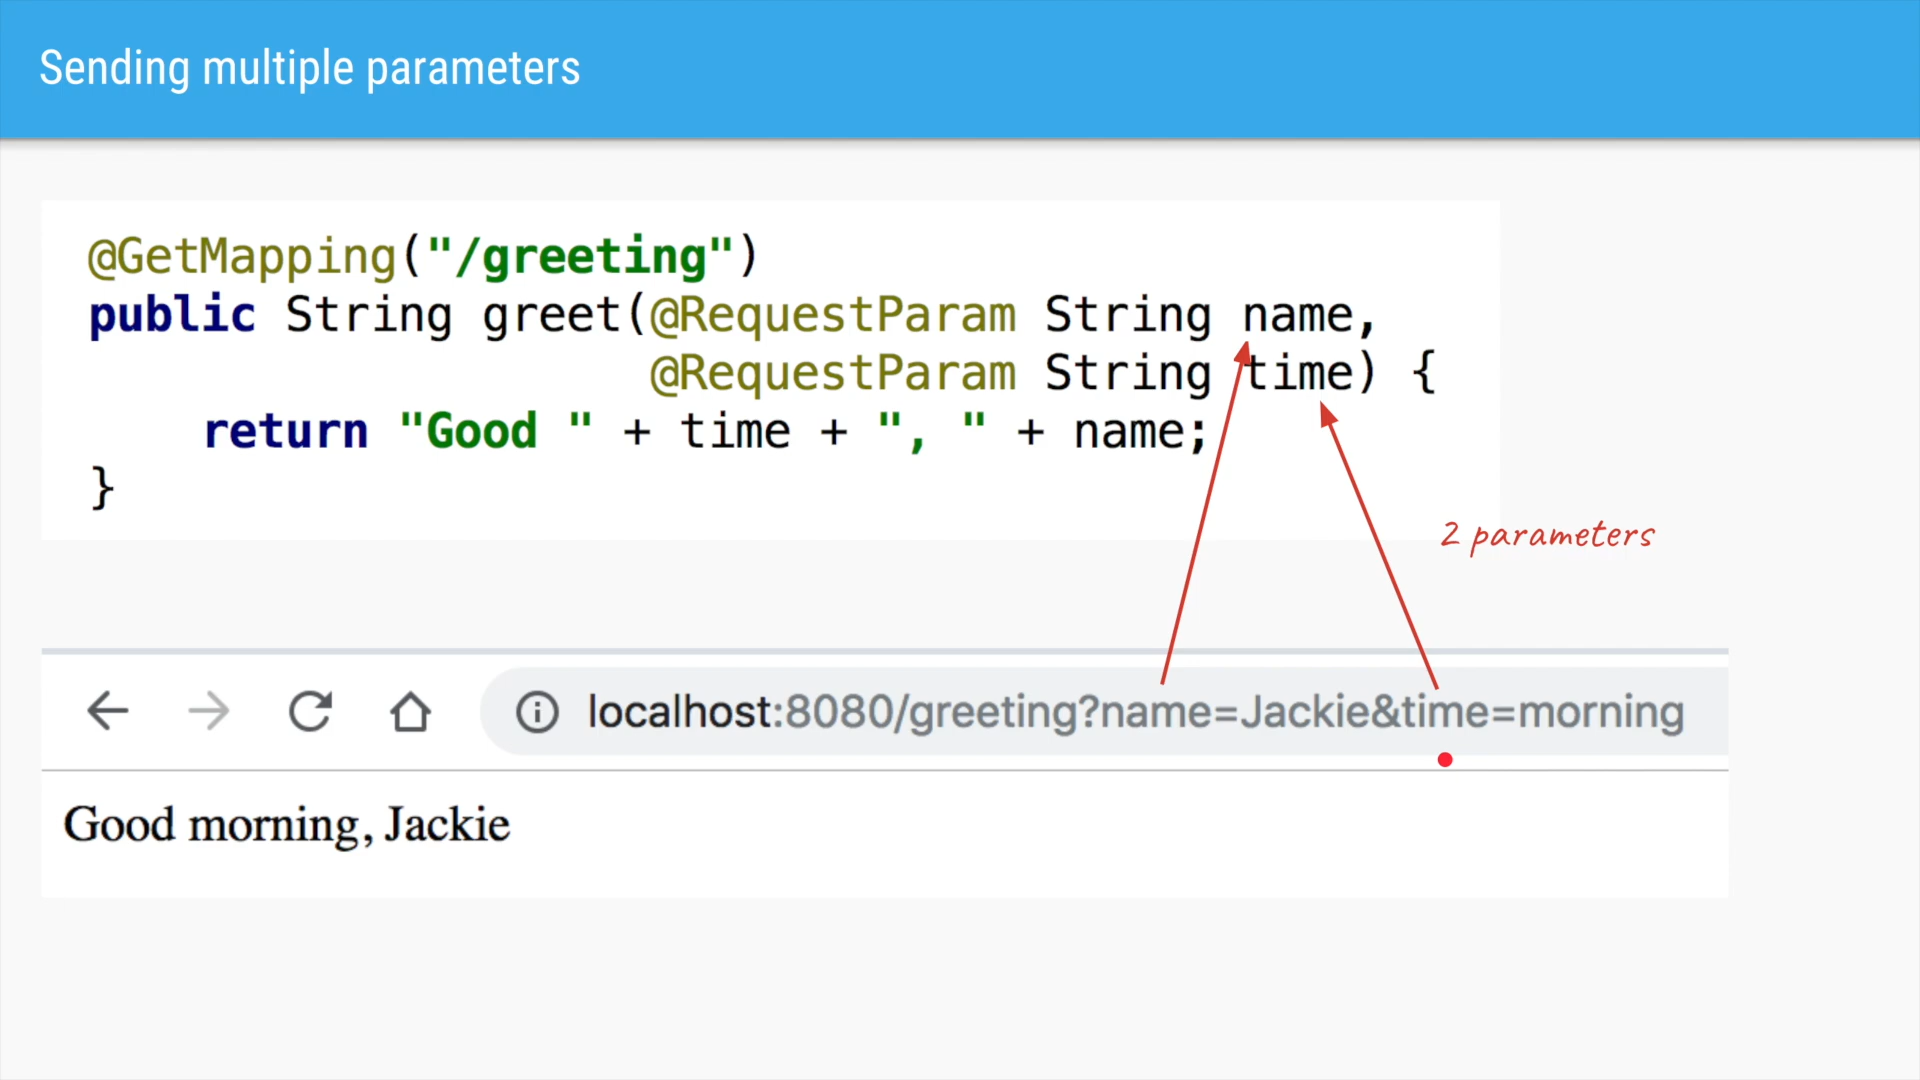 Sending multiple parameters
@GetMapping("/greeting")
public String greet(@RequestParam String name,
@RequestParam String time) {
return "Good " + time + ", " + name;
}
2 parameters
localhost:8080/greeting?name=Jackie&time=morning
Good morning, Jackie